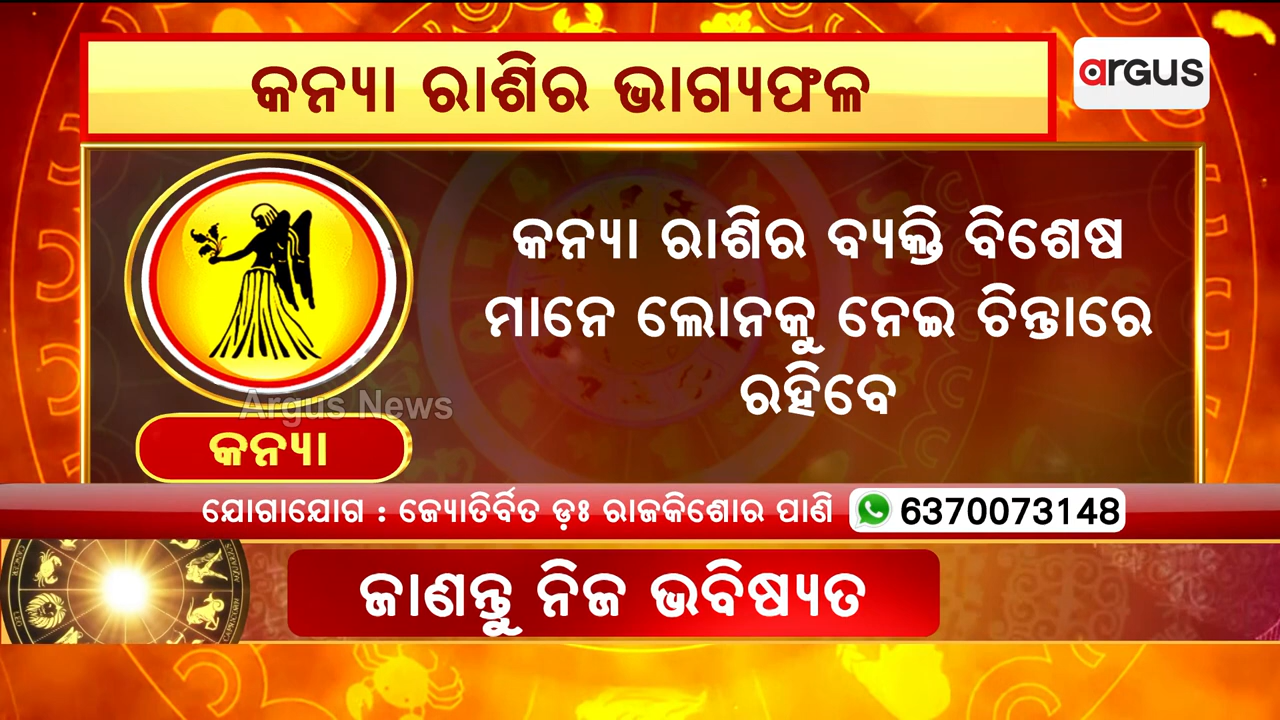 କନ୍ୟା ରାଶିର ଭାଗ୍ୟଫଳ
argus
କନ୍ୟା ରାଶିର ବ୍ୟକ୍ତି ବିଶେଷ
ମାନେ ଲୋନକୁ ନେଇ ଚିନ୍ତାରେ
ରହିବେ
Argus News
କନ୍ୟା
ଯୋଗାଯୋଗ : ଜ୍ୟୋତିର୍ବିତ ଡ଼ଃ ରାଜକିଶୋର ପାଣି 6370073148
ଜାଣନ୍ତୁ ନିଜ ଭବିଷ୍ୟତ